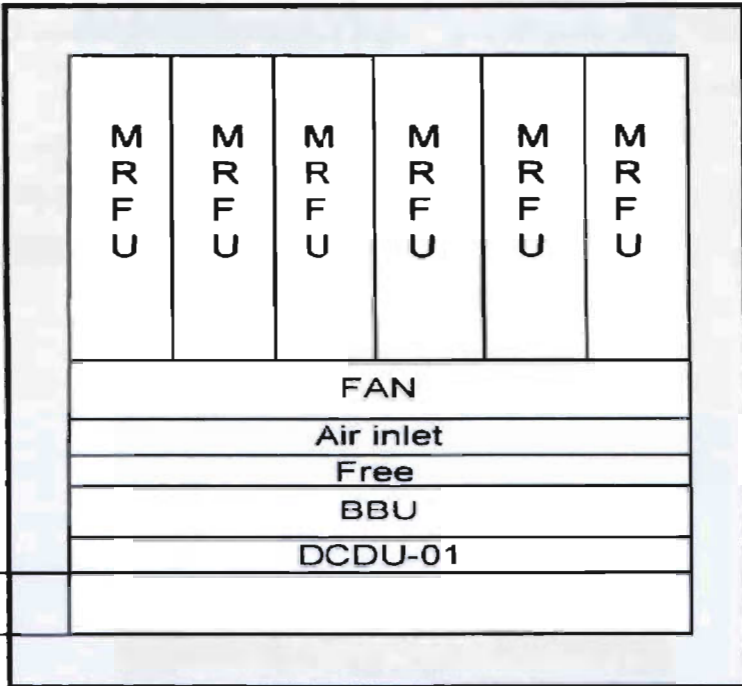 MRFU MRFU MRFU MRFU MRFU MRFU
FAN
Air inlet
Free
BBU
DCDU-01